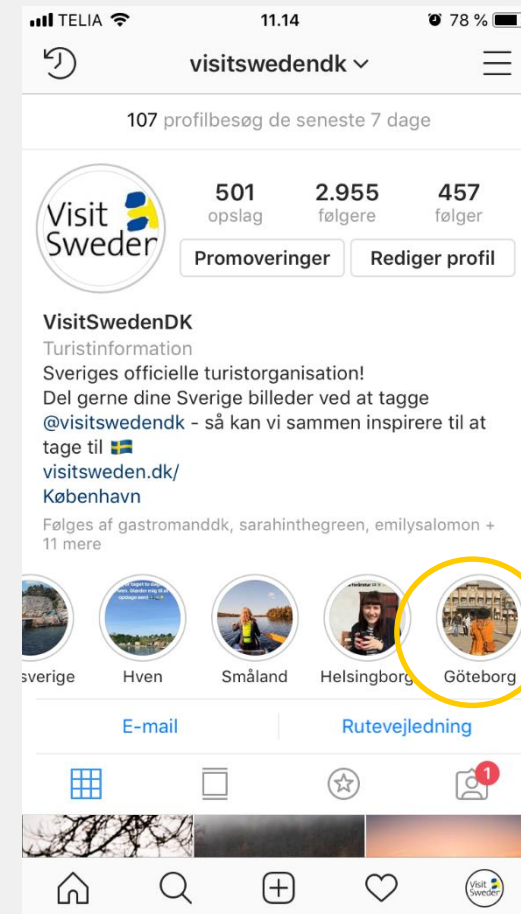 TELIA 11.14 78 %
visitswedendk
107 profilbesøg de seneste 7 dage
501 2.955 457
opslag følgere følger
Visit
Sweden
Promoveringer Rediger profil
VisitSwedenDK
Turistinformation
Sveriges officielle turistorganisation!
Del gerne dine Sverige billeder ved at tagge
@visitswedendk - så kan vi sammen inspirere til at
tage til 🇸🇪
visitsweden.dk/
København
Følges af gastromanddk, sarahinthegreen, emilysalomon +
11 mere
sverige Hven Småland Helsingborg Göteborg
E-mail Rutevejledning
1
Visit
Sweden